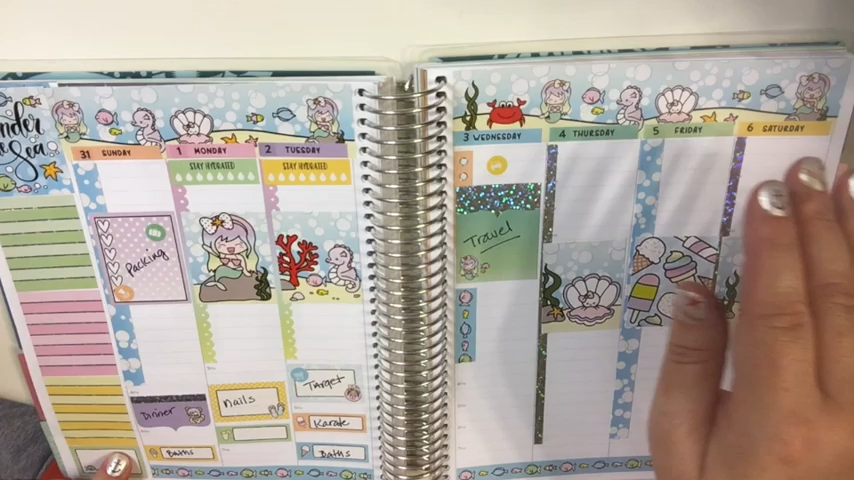 nder
Sea
31 SUNDAY
1 MONDAY
2 TUESDAY
STAY HYDRATED
STAY HYDRATED
Packing
Dinner
Baths
nails
Target
Karate
Baths
3 WEDNESDAY
4 THURSDAY
5 FRIDAY
6 SATURDAY
Travel